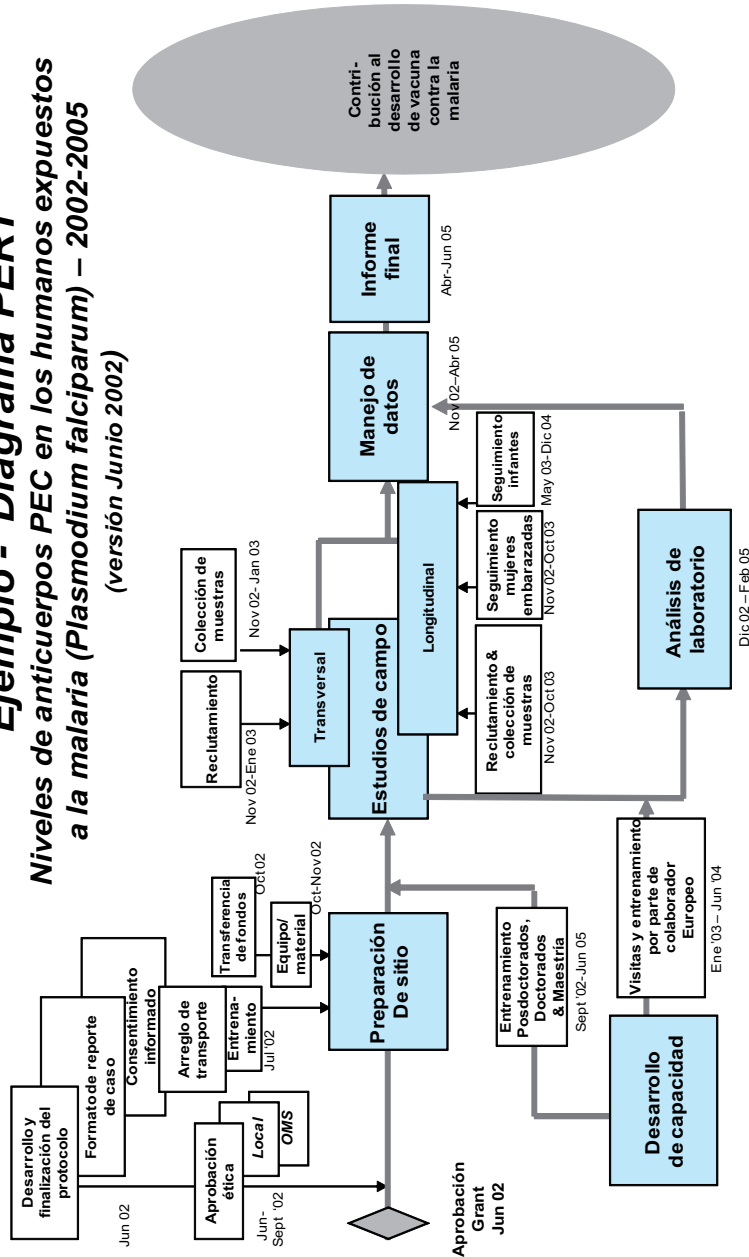 Ejemplo - Diagrama PERT
Niveles de anticuerpos PEC en los humanos expuestos
a la malaria (Plasmodium falciparum) – 2002-2005
(versión Junio 2002)
Desarrollo y
finalización del
protocolo
Formato de reporte
de caso
Consentimiento
informado
Arreglo de
transporte
Entrena-
miento
Jul '02
Jun 02
Aprobación
ética
Local
OMS
Jun-
Sept '02
Transferencia
de fondos
Oct 02
Equipo/
material
Oct-Nov 02
Aprobación
Grant
Jun 02
Preparación
De sitio
Reclutamiento
Nov 02-Ene 03
Colección de
muestras
Nov 02- Jan 03
Transversal
Estudios de campo
Longitudinal
Reclutamiento &
colección de
muestras
Nov 02-Oct 03
Seguimiento
mujeres
embarazadas
Nov 02-Oct 03
Seguimiento
infantes
May 03-Dic 04
Manejo de
datos
Nov 02–Abr 05
Informe
final
Abr-Jun 05
Contri-
bución al
desarrollo
de vacuna
contra la
malaria
Desarrollo
de capacidad
Entrenamiento
Posdoctorados,
Doctorados
& Maestría
Sept '02-Jun 05
Visitas y entrenamiento
por parte de
colaborador
Europeo
Ene '03 – Jun '04
Análisis de
laboratorio
Dic 02 – Feb 05